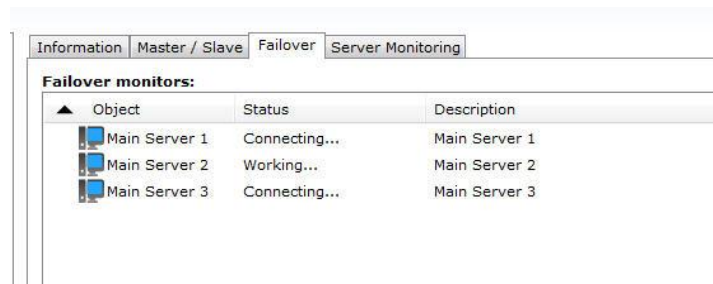 Information Master / Slave Failover Server Monitoring
Failover monitors:
Object Status Description
Main Server 1 Connecting... Main Server 1
Main Server 2 Working... Main Server 2
Main Server 3 Connecting... Main Server 3